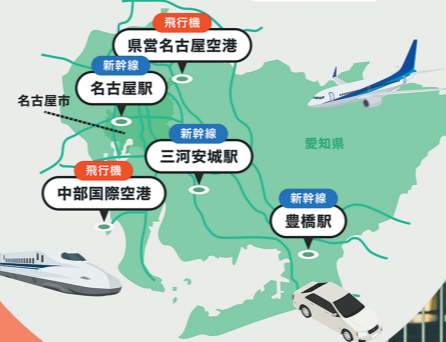 飛行機
県営名古屋空港
新幹線
名古屋駅
名古屋市
新幹線
三河安城駅
愛知県
飛行機
中部国際空港
新幹線
豊橋駅